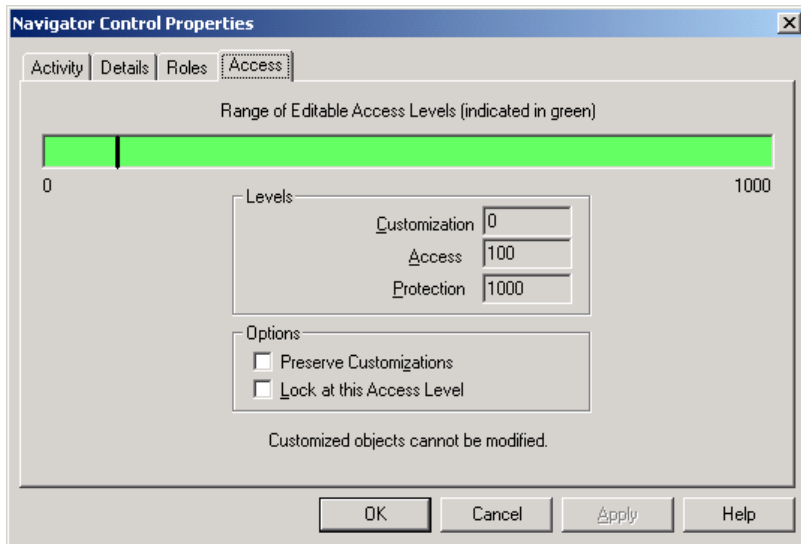 Navigator Control Properties
Activity Details Roles Access
Range of Editable Access Levels (indicated in green)
0 1000
Levels
Customization 0
Access 100
Protection 1000
Options
Preserve Customizations
Lock at this Access Level
Customized objects cannot be modified.
OK Cancel Apply Help